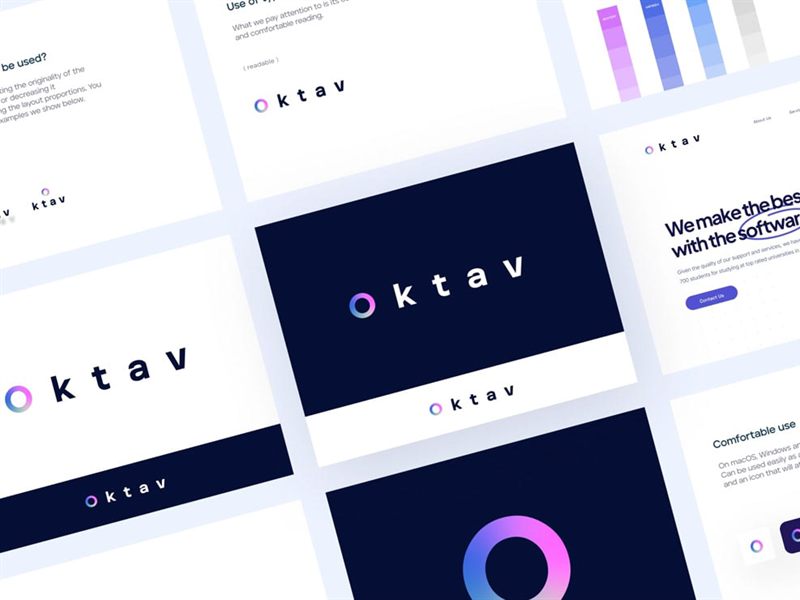 be used?
ting the originality of the
or decreasing it
ng the layout proportions. You
xamples we show below.
ktav
What we pay attention to is its
and comfortable reading.
( readable )
ktav
ktav
About Us
We make the bes
with the softwar
Given the quality of our support and services, we hav
700 students for studying at top rated universities in
Contact Us
ktav
ktav
ktav
ktav
Comfortable use
On macOS, Windows an
Can be used easily as a
and an icon that will at